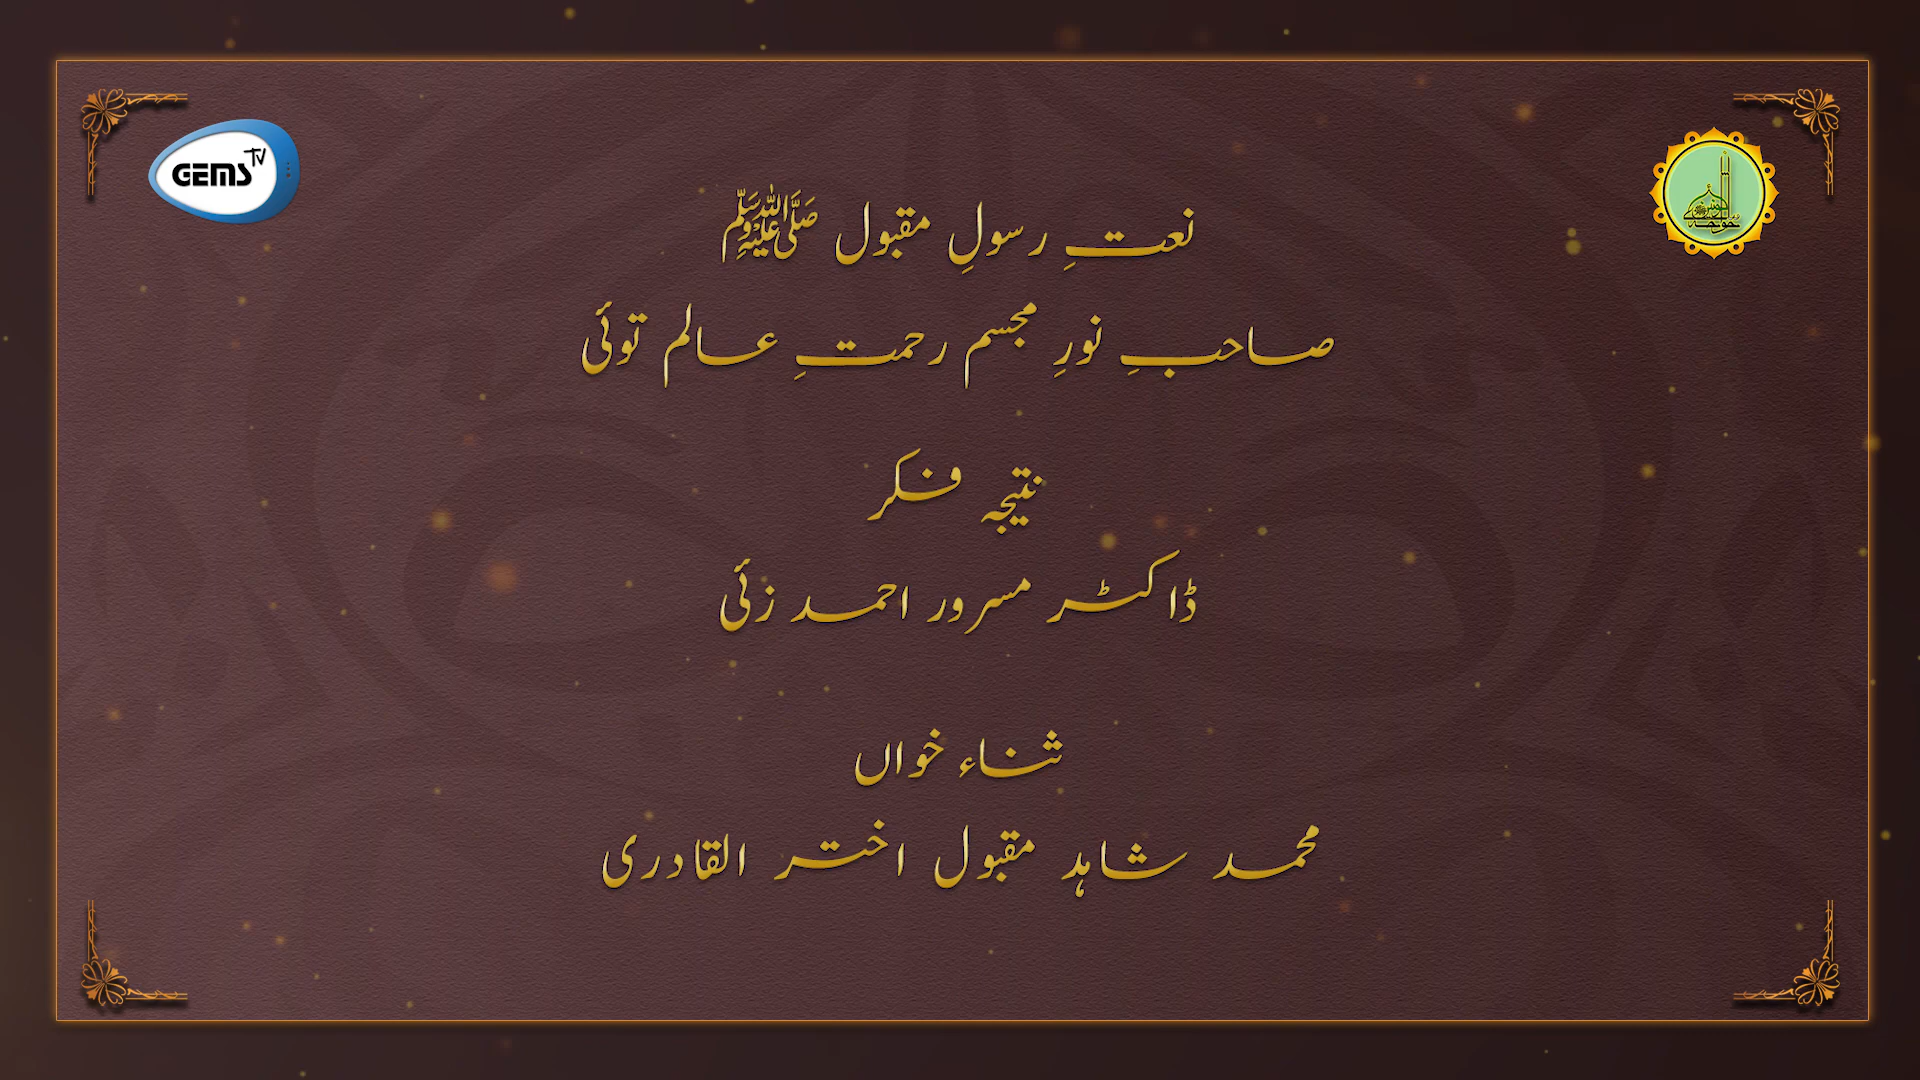 GEMS TV
نعتِ رسولِ مقبول ﷺ
صاحبِ نورِ مجسم رحمتِ عالم توئی
نتیجہ فکر
ڈاکٹر مسرور احمد زئی
ثناء خواں
محمد شاہد مقبول اختر القادری